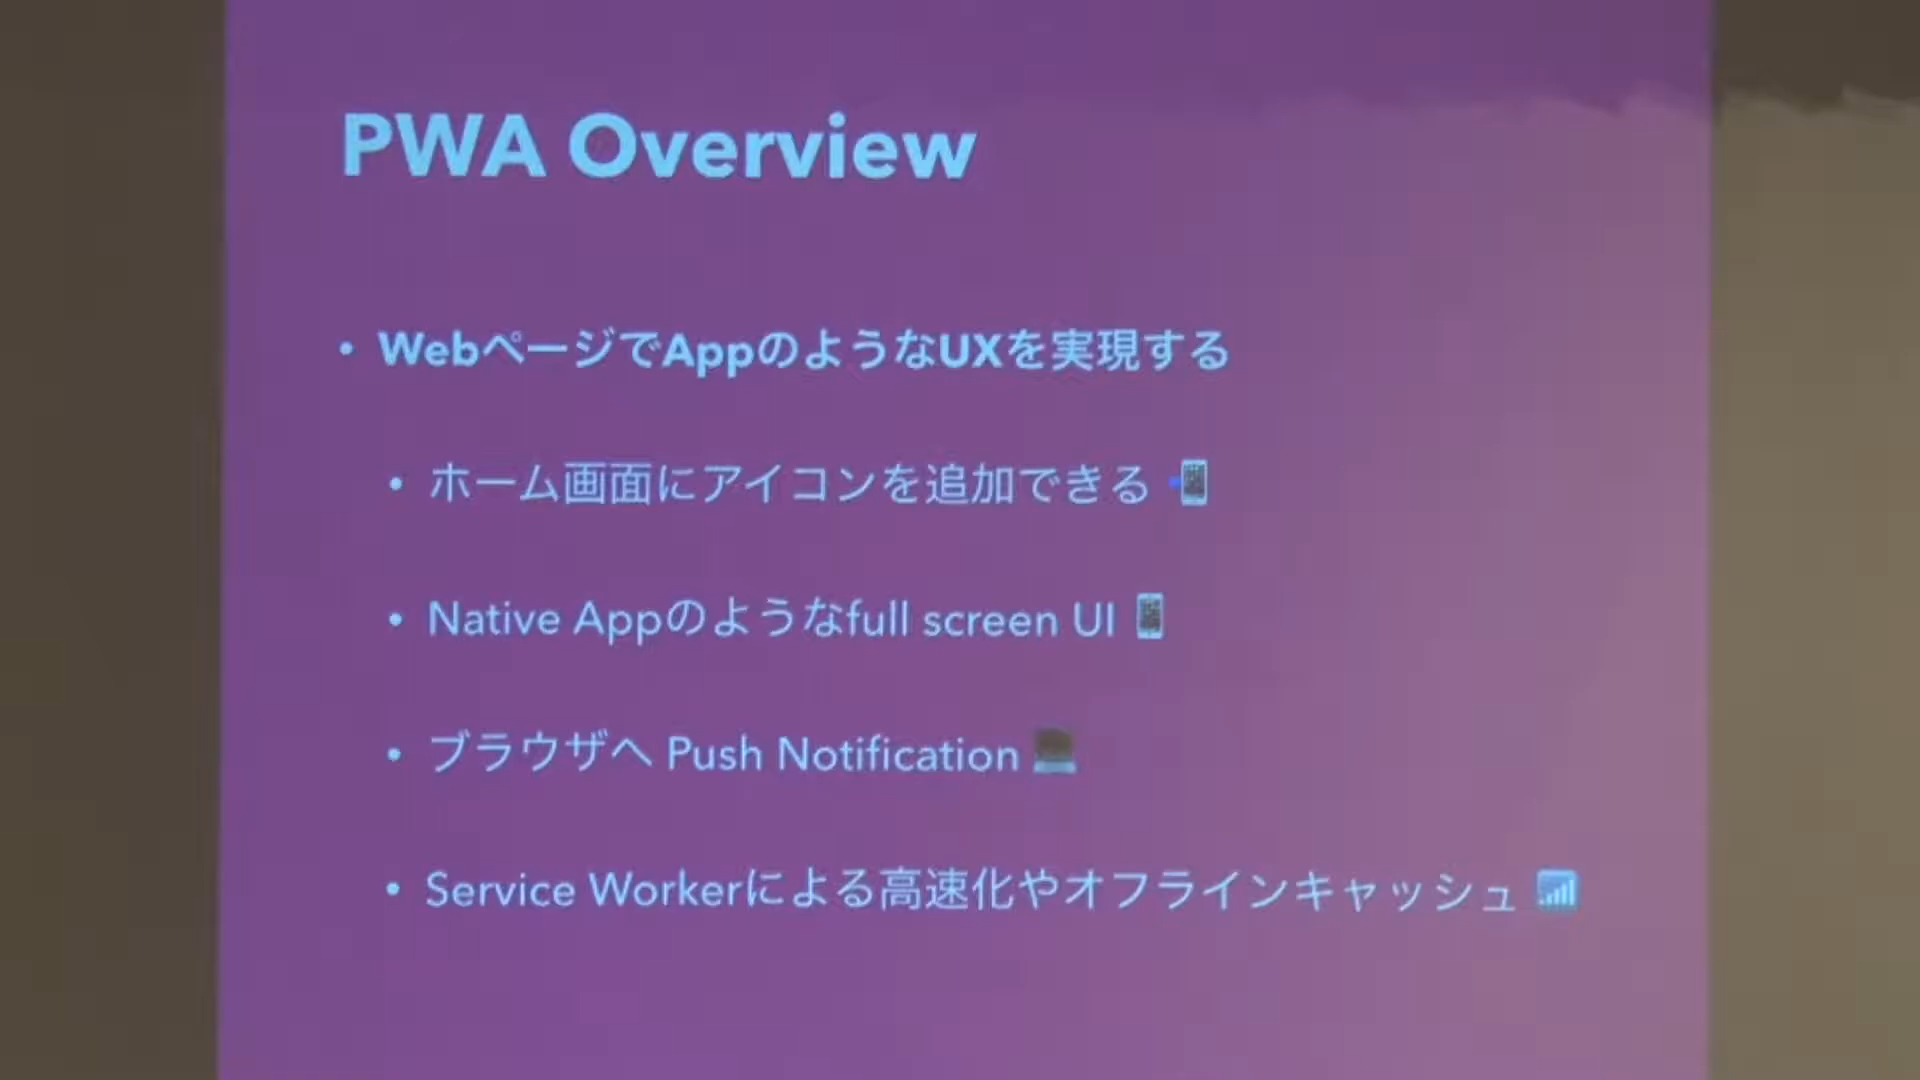 PWA Overview
• WebページでAppのようなUXを実現する
• ホーム画面にアイコンを追加できる 📲
• Native Appのようなfull screen UI 📱
• ブラウザへ Push Notification 💻
• Service Workerによる高速化やオフラインキャッシュ 📶